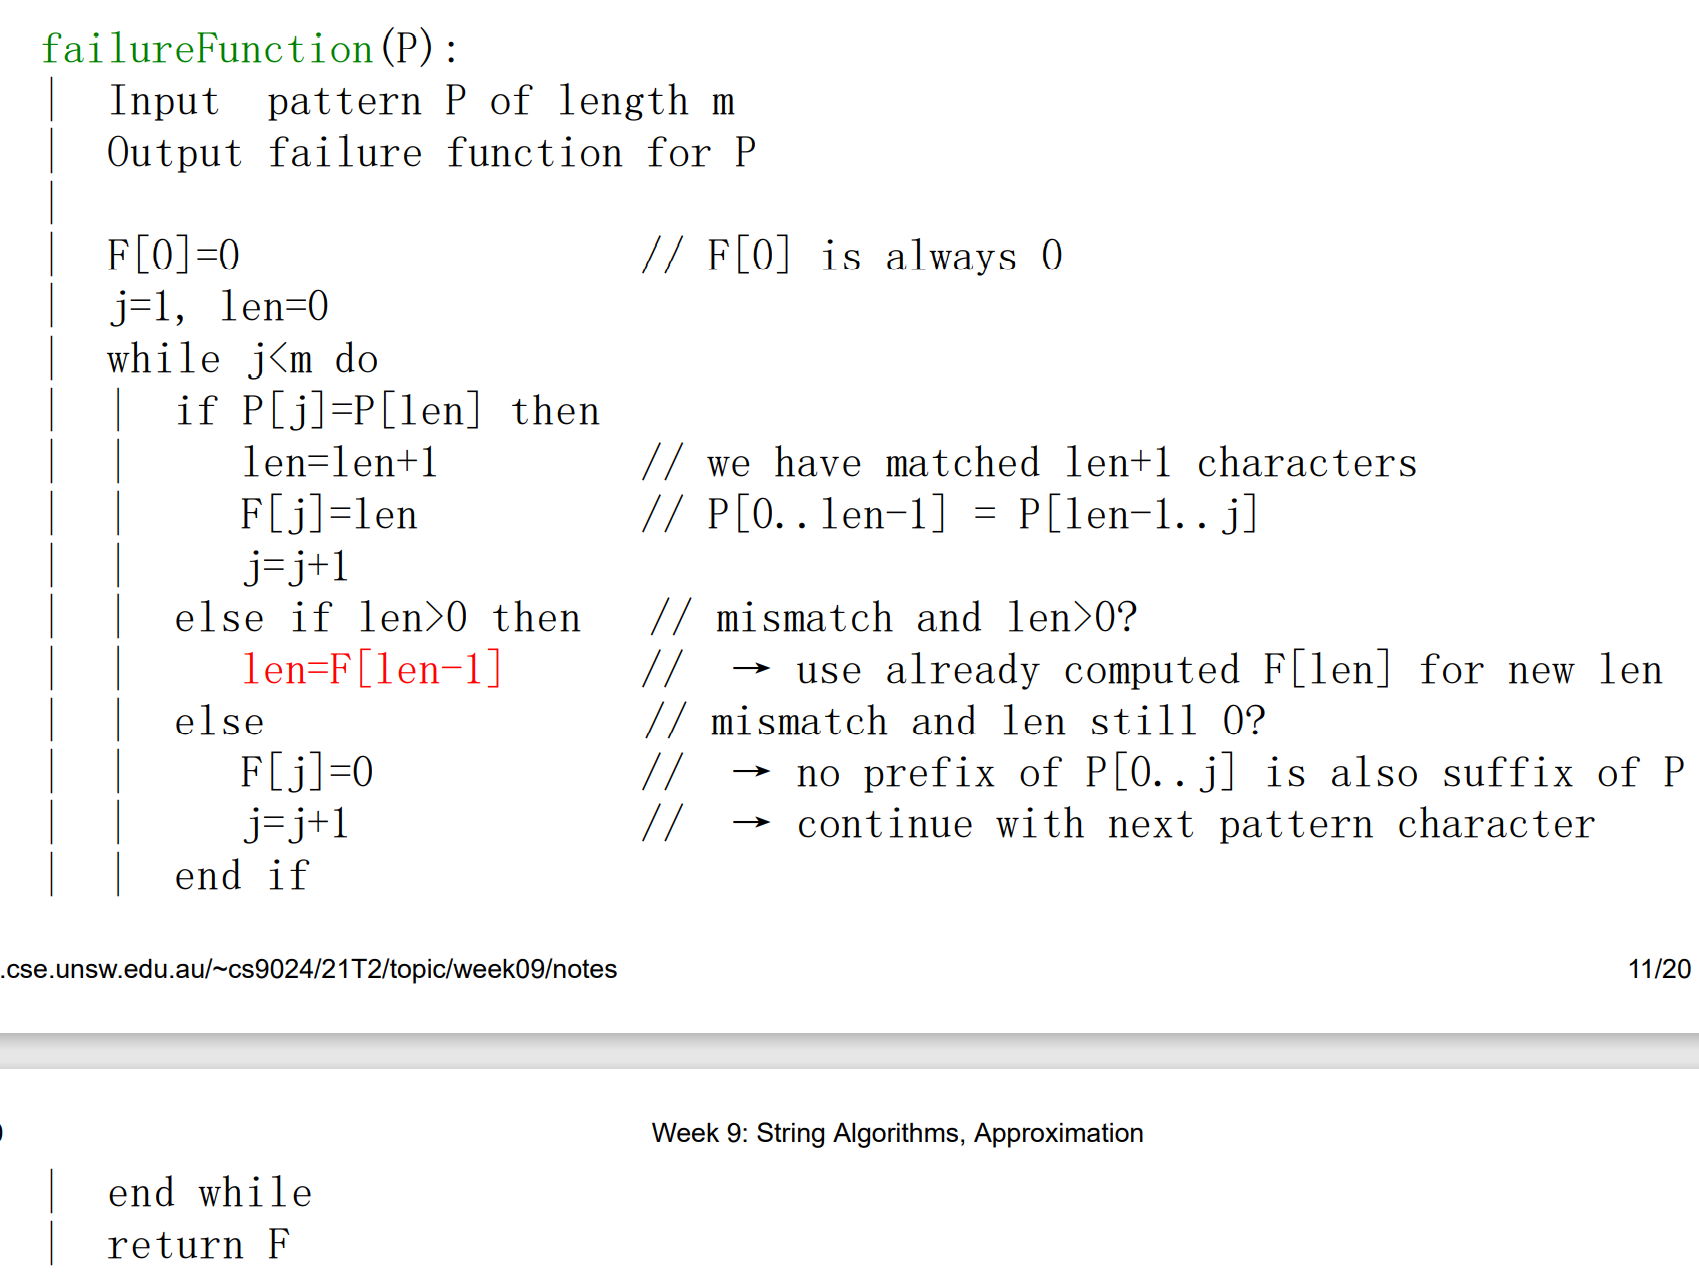 failureFunction(P):
| Input pattern P of length m
| Output failure function for P
|
| F[0]=0 // F[0] is always 0
| j=1, len=0
| while j<m do
| | if P[j]=P[len] then
| | len=len+1 // we have matched len+1 characters
| | F[j]=len // P[0..len-1] = P[len-1..j]
| | j=j+1
| | else if len>0 then // mismatch and len>0?
| | len=F[len-1] // → use already computed F[len] for new len
| | else // mismatch and len still 0?
| | F[j]=0 // → no prefix of P[0..j] is also suffix of P
| | j=j+1 // → continue with next pattern character
| | end if
.cse.unsw.edu.au/~cs9024/21T2/topic/week09/notes 11/20
Week 9: String Algorithms, Approximation
| end while
| return F